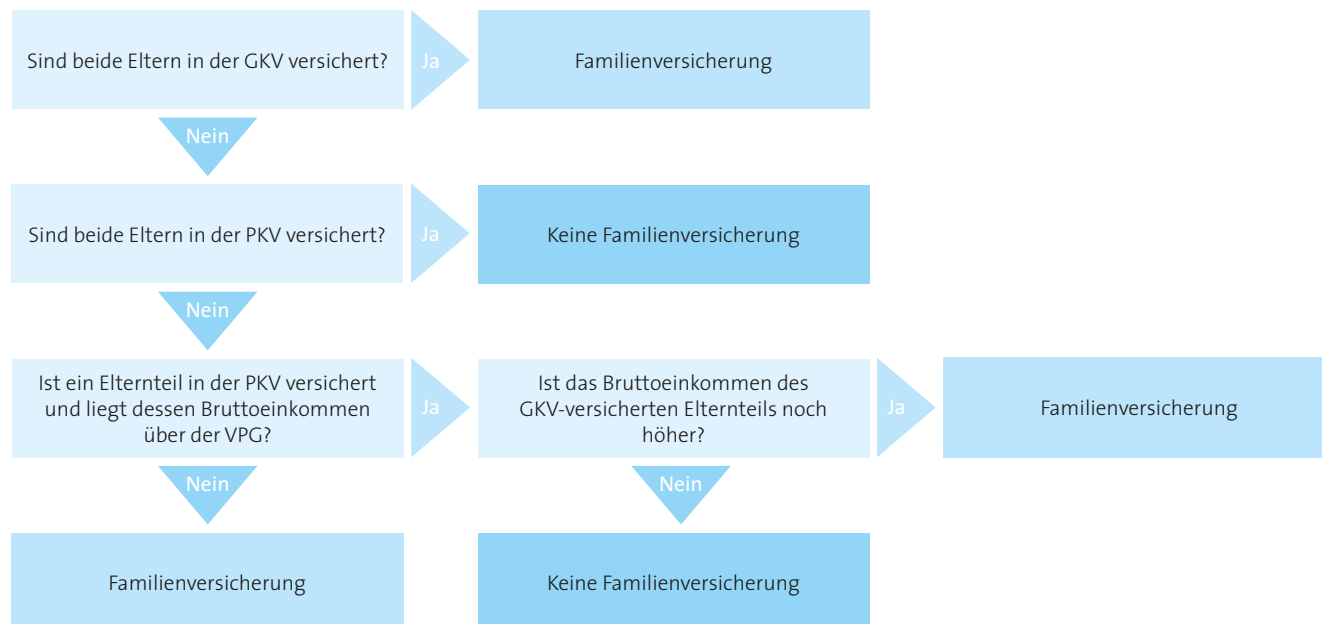 Sind beide Eltern in der GKV versichert?
Ja
Familienversicherung
Nein
Sind beide Eltern in der PKV versichert?
Ja
Keine Familienversicherung
Nein
Ist ein Elternteil in der PKV versichert
und liegt dessen Bruttoeinkommen
über der VPG?
Ja
Ist das Bruttoeinkommen des
GKV-versicherten Elternteils noch
höher?
Ja
Familienversicherung
Nein
Nein
Familienversicherung
Keine Familienversicherung